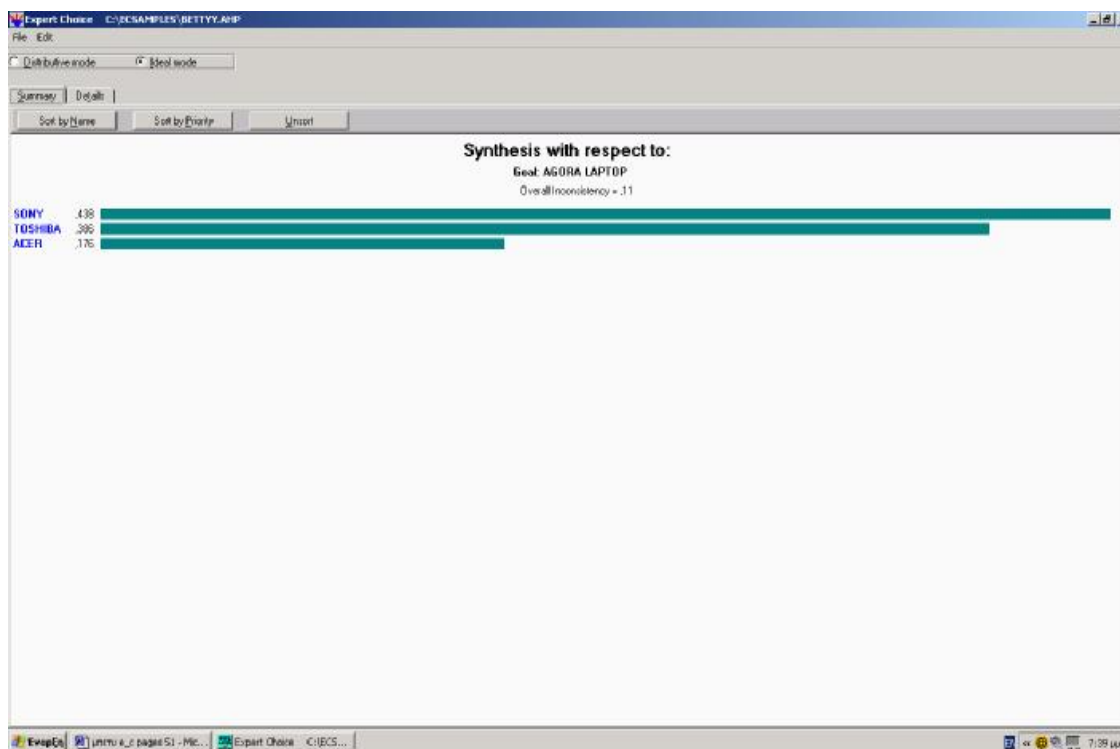 Expert Choice C:\ECSAMPLES\BETTYY.AHP
File Edit
Distributive mode Ideal mode
Summary Details
Sort by Name Sort by Priority Unsort
Synthesis with respect to:
Goal: AGORA LAPTOP
Overall Inconsistency = ,11
SONY ,438
TOSHIBA ,386
ACER ,176
Expert Choice C:\ECS...